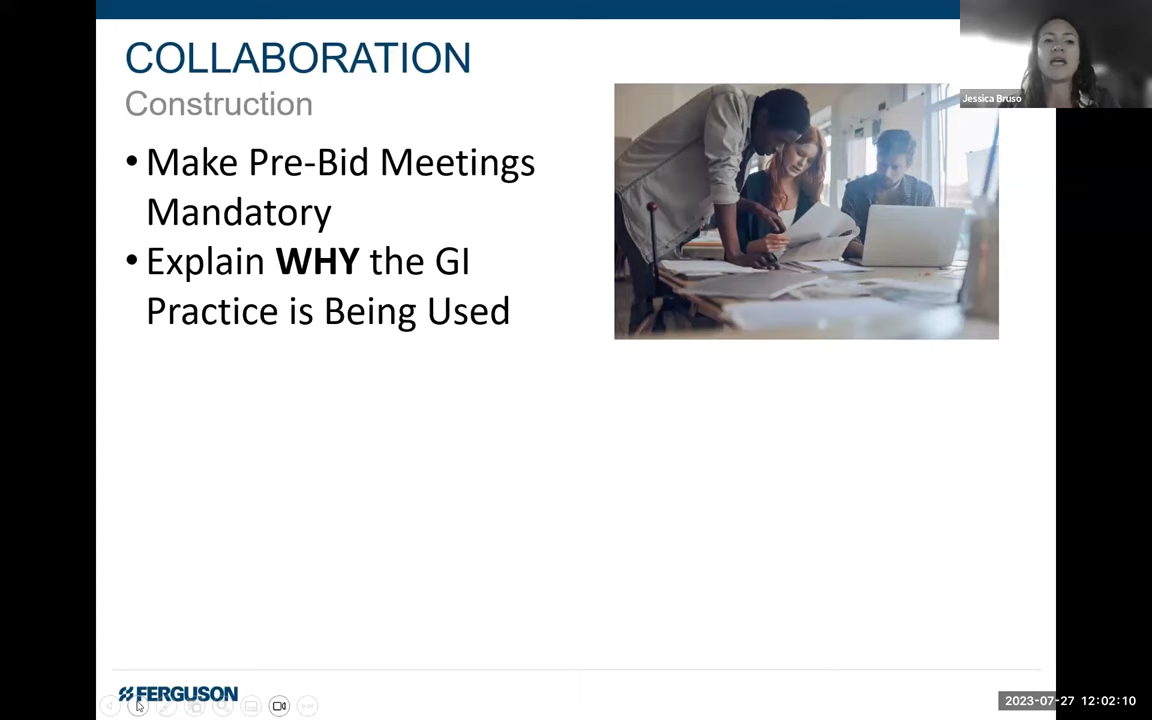 COLLABORATION
Construction
• Make Pre-Bid Meetings
Mandatory
• Explain WHY the GI
Practice is Being Used
Jessica Bruso
FERGUSON
2023-07-27 12:02:10